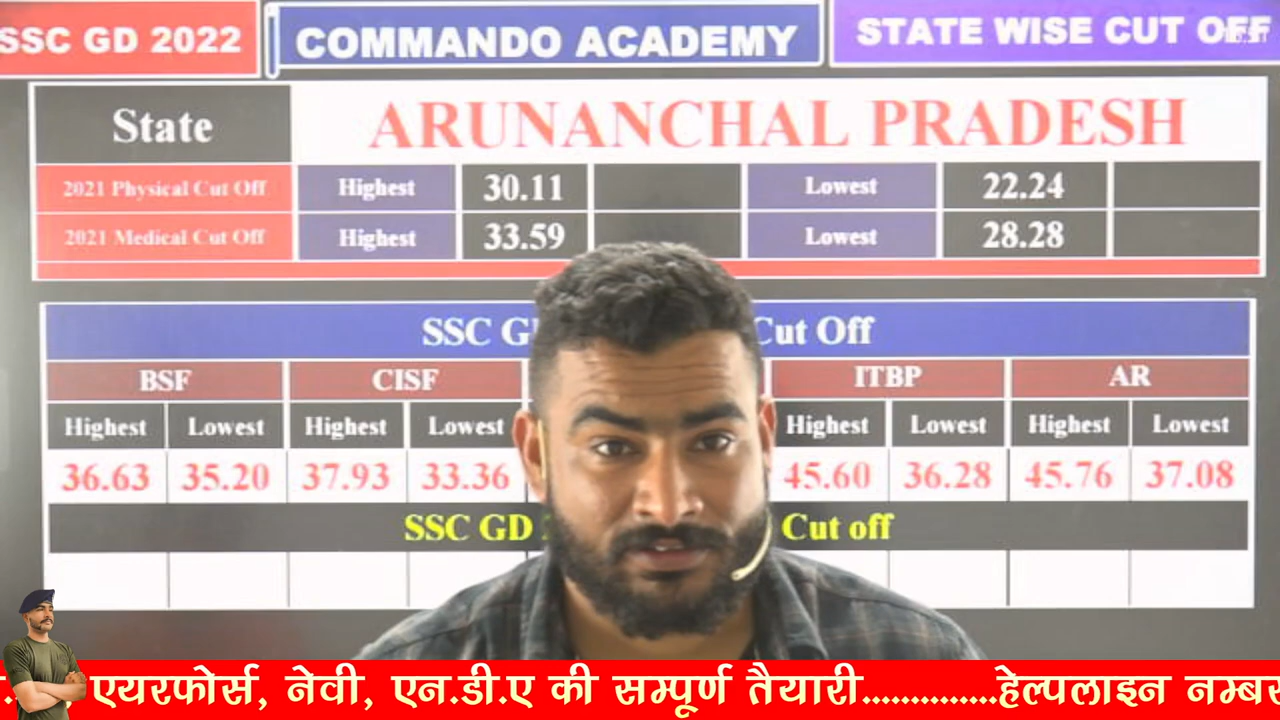 SSC GD 2022 COMMANDO ACADEMY STATE WISE CUT OFF
State ARUNANCHAL PRADESH
2021 Physical Cut Off Highest 30.11 Lowest 22.24
2021 Medical Cut Off Highest 33.59 Lowest 28.28
SSC G Cut Off
BSF CISF ITBP AR
Highest Lowest Highest Lowest Highest Lowest Highest Lowest
36.63 35.20 37.93 33.36 45.60 36.28 45.76 37.08
SSC GD Cut off
एयरफोर्स, नेवी, एन.डी.ए की सम्पूर्ण तैयारी..............हेल्पलाइन नम्बर